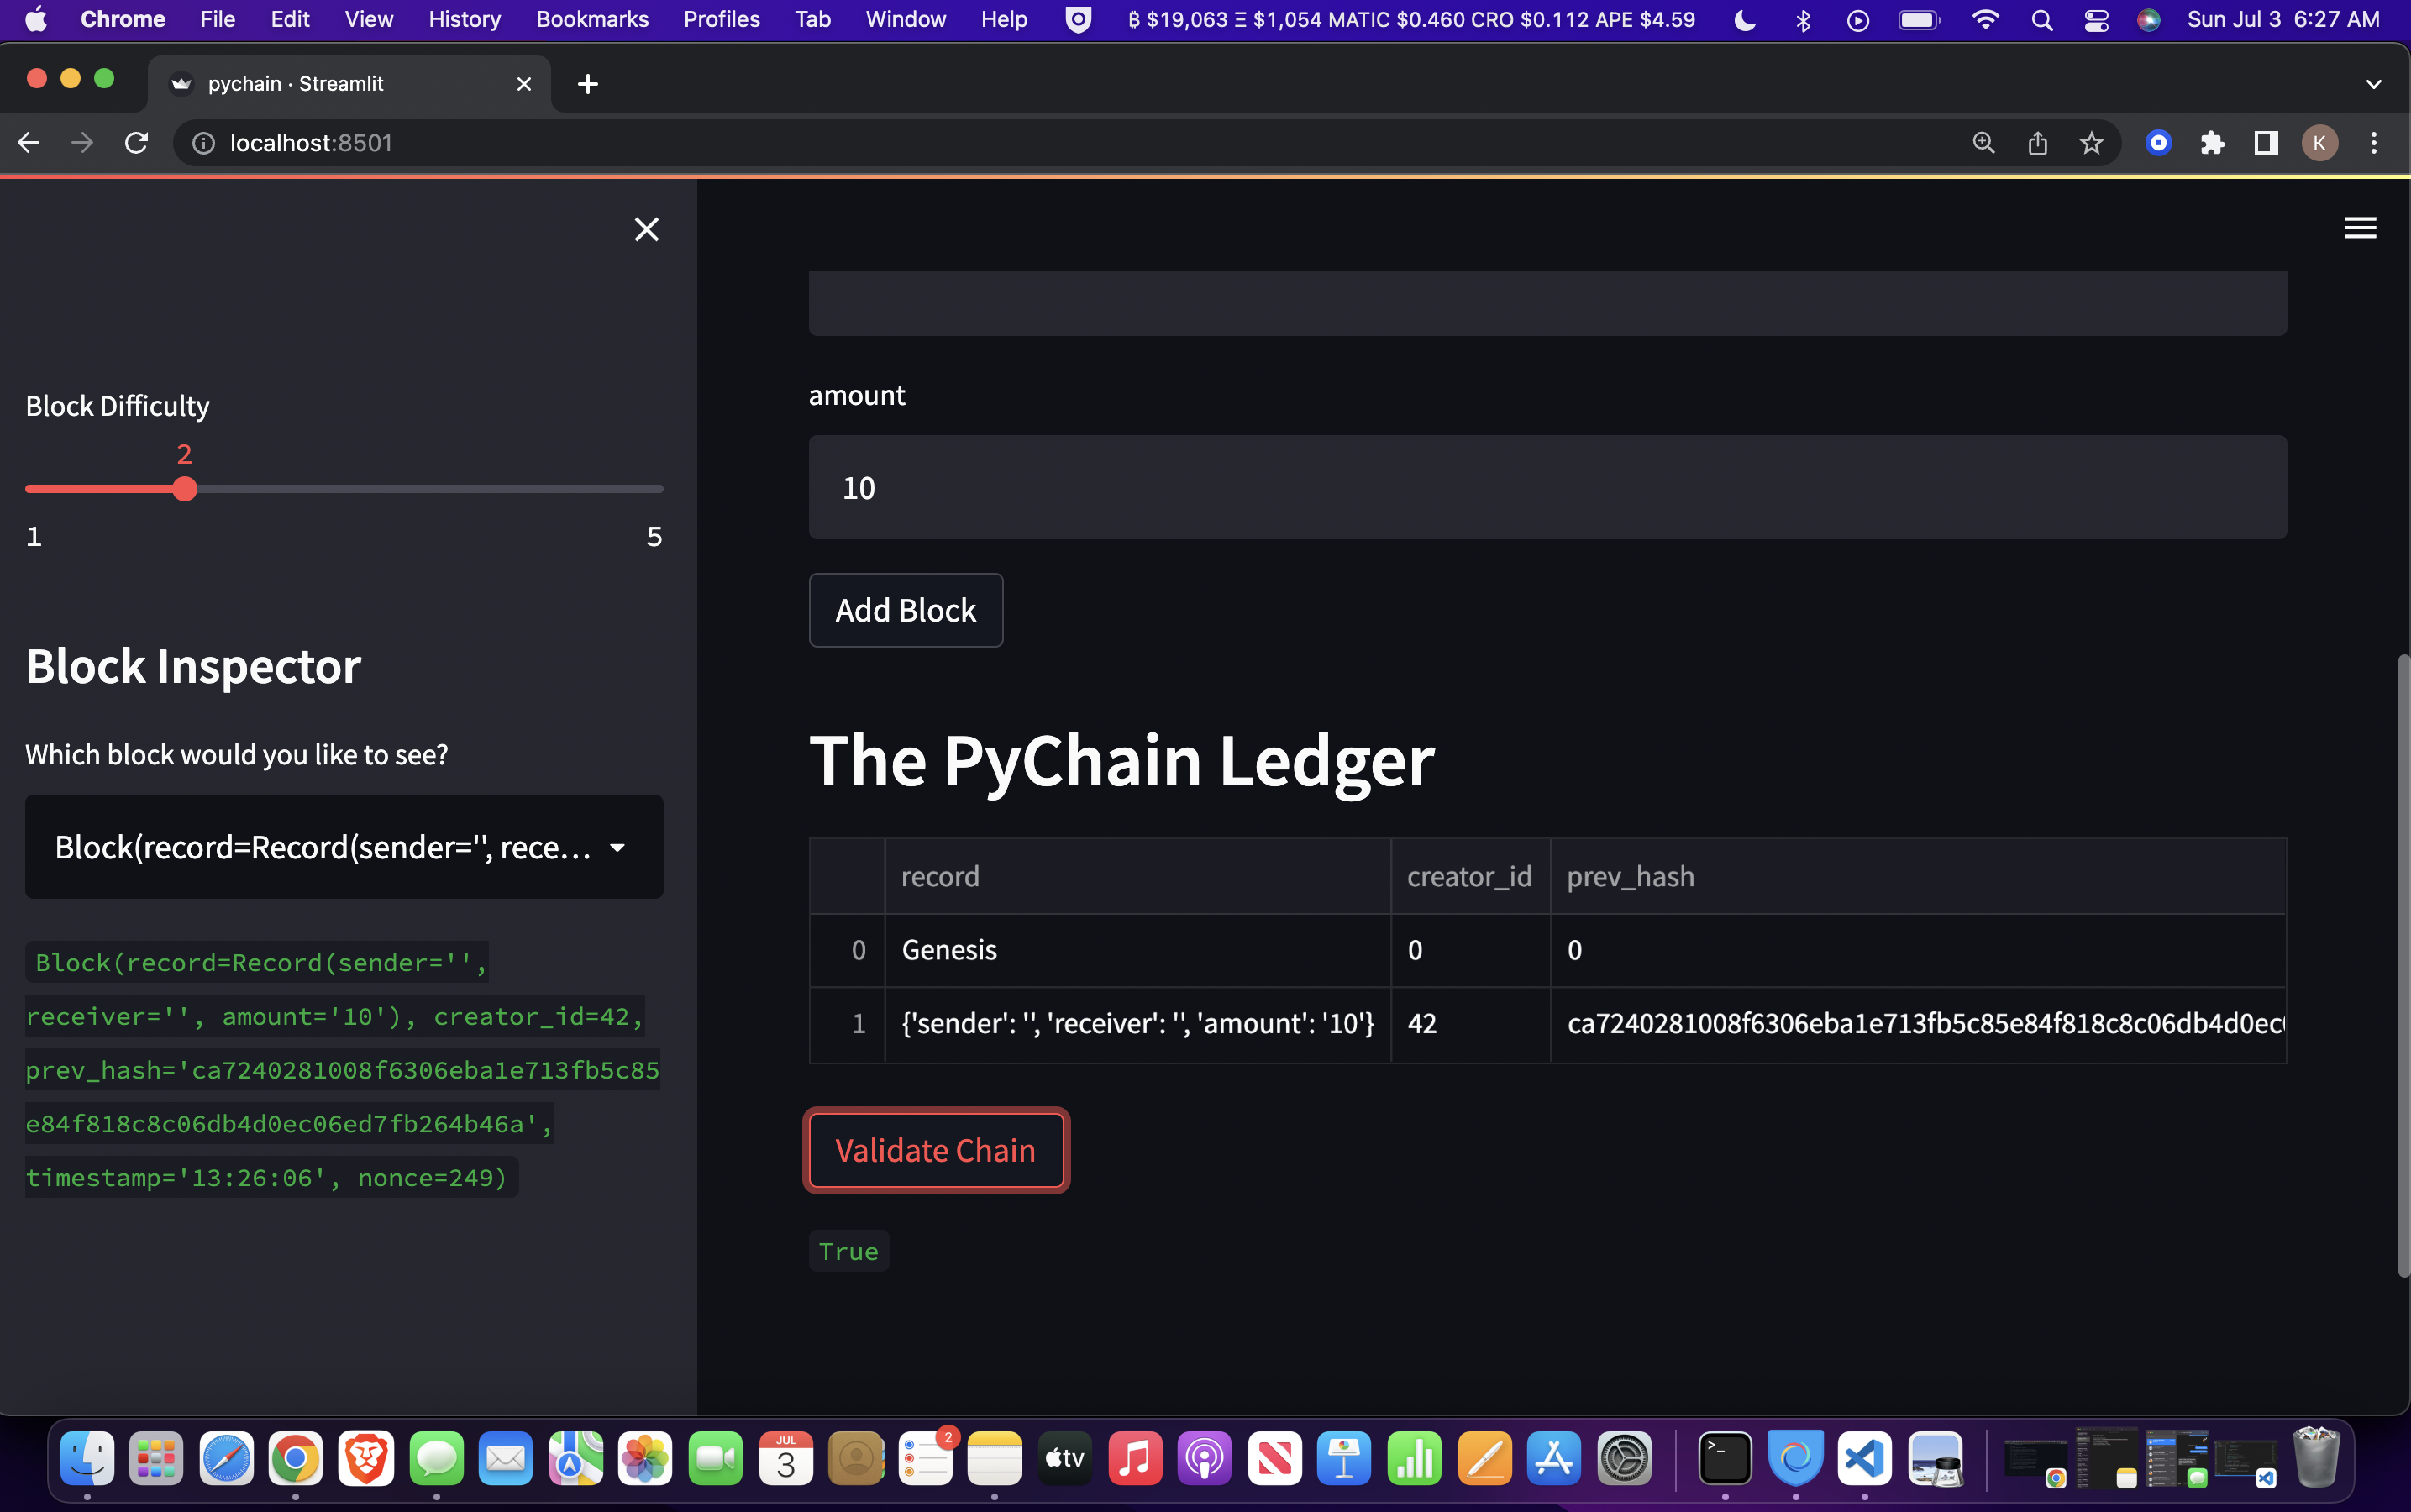 Chrome File Edit View History Bookmarks Profiles Tab Window Help ₿ $19,063 Ξ $1,054 MATIC $0.460 CRO $0.112 APE $4.59 Sun Jul 3 6:27 AM
pychain · Streamlit
localhost:8501
K
Block Difficulty
2
1 5
Block Inspector
Which block would you like to see?
Block(record=Record(sender='', rece...
Block(record=Record(sender='',
receiver='', amount='10'), creator_id=42,
prev_hash='ca7240281008f6306eba1e713fb5c85
e84f818c8c06db4d0ec06ed7fb264b46a',
timestamp='13:26:06', nonce=249)
amount
10
Add Block
The PyChain Ledger
record creator_id prev_hash
0 Genesis 0 0
1 {'sender': '', 'receiver': '', 'amount': '10'} 42 ca7240281008f6306eba1e713fb5c85e84f818c8c06db4d0ec
Validate Chain
True
JUL
3
2
tv